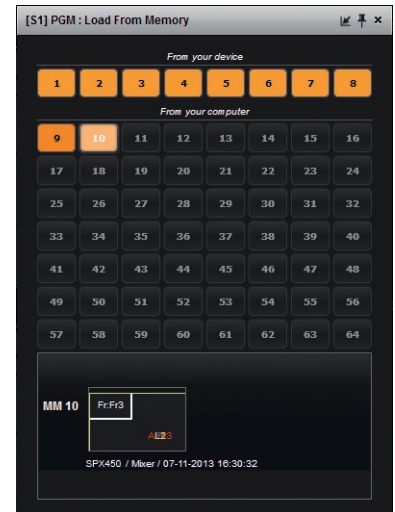 [S1] PGM : Load From Memory
From your device
1 2 3 4 5 6 7 8
From your computer
9 10 11 12 13 14 15 16
17 18 19 20 21 22 23 24
25 26 27 28 29 30 31 32
33 34 35 36 37 38 39 40
41 42 43 44 45 46 47 48
49 50 51 52 53 54 55 56
57 58 59 60 61 62 63 64
MM 10
Fr:Fr3
SPX450 / Mixer / 07-11-2013 16:30:32